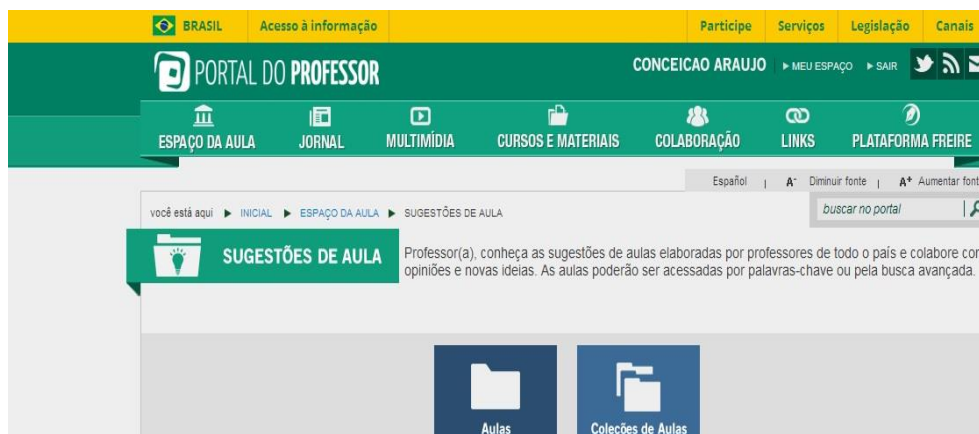 BRASIL Acesso à informação Participe Serviços Legislação Canais
PORTAL DO PROFESSOR CONCEICAO ARAUJO MEU ESPAÇO SAIR
ESPAÇO DA AULA JORNAL MULTIMÍDIA CURSOS E MATERIAIS COLABORAÇÃO LINKS PLATAFORMA FREIRE
Español | A- Diminuir fonte | A+ Aumentar font
você está aqui INICIAL ESPAÇO DA AULA SUGESTÕES DE AULA buscar no portal
SUGESTÕES DE AULA
Professor(a), conheça as sugestões de aulas elaboradas por professores de todo o país e colabore con
opiniões e novas ideias. As aulas poderão ser acessadas por palavras-chave ou pela busca avançada.
Aulas Coleções de Aulas